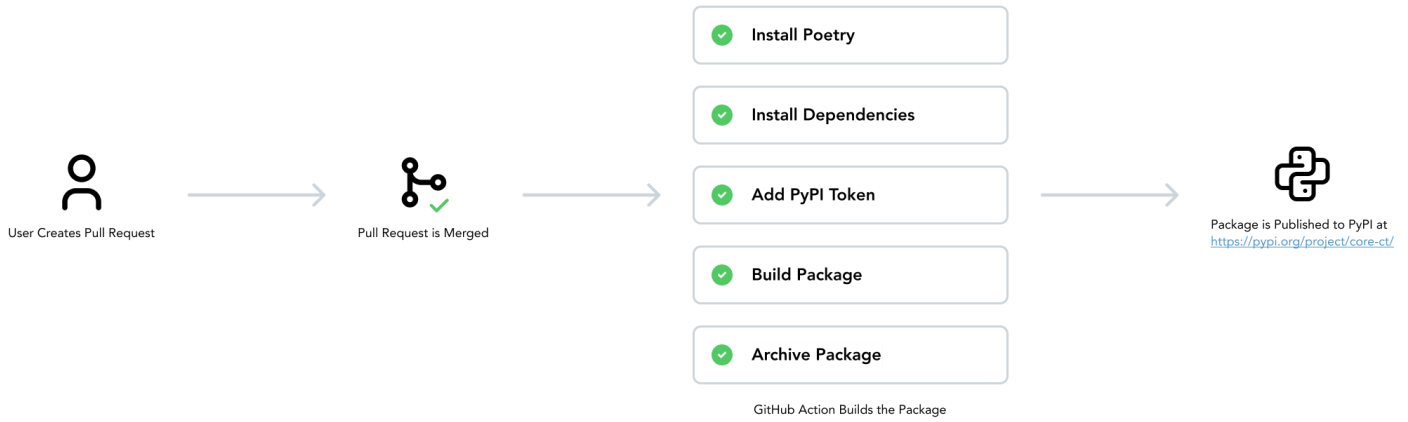 User Creates Pull Request
Pull Request is Merged
Install Poetry
Install Dependencies
Add PyPI Token
Build Package
Archive Package
GitHub Action Builds the Package
Package is Published to PyPI at
https://pypi.org/project/core-ct/